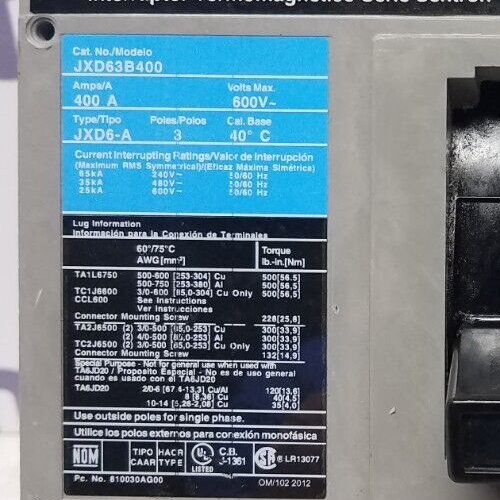 Interruptor Termomagnético Serie Sentron
Cat. No./Modelo
JXD63B400
Amps/A Volts Max.
400 A 600V~
Type/Tipo Poles/Polos Cal. Base
JXD6-A 3 40° C
Current Interrupting Ratings/Valor de Interrupción
(Maximum RMS Symmetrical)/(Eficaz Máxima Simétrica)
65kA 240V~ 50/60 Hz
35kA 480V~ 50/60 Hz
25kA 600V~ 50/60 Hz
Lug Information
Información para la Conexión de Terminales
60°/75°C Torque
AWG[mm²] lb.-in.[Nm]
TA1L6750 500-600 [253-304] Cu 500[56,5]
500-750 [253-380] Al 500[56,5]
TC1J6600 3/0-600 [85,0-304] Cu Only 500[56,5]
CCL600 See Instructions
Ver Instrucciones
Connector Mounting Screw 228[25,8]
TA2J6500 (2) 3/0-500 [85,0-253] Cu 300[33,9]
(2) 4/0-500 Al 300[33,9]
TC2J6500 (2) 3/0-500 [85,0-253] Cu Only 300[33,9]
Connector Mounting Screw 132[14,9]
Special Purpose - Not for general use when used with
TA6JD20 / Propósito Especial - No es de uso general
cuando es usado con el TA6JD20
TA6JD20 2/0-6 [67,4-13,3] Cu/Al 120[13,6]
8 [8,36] Cu 40[4,5]
10-14 [5,26-2,08] Cu 35[4,0]
Use outside poles for single phase.
Utilice los polos externos para conexión monofásica
NOM TIPO HACR UL C.B. SA ® LR13077
CAAR TYPE LISTED -1361
Pc. No. 810030AG00 OM/102 2012